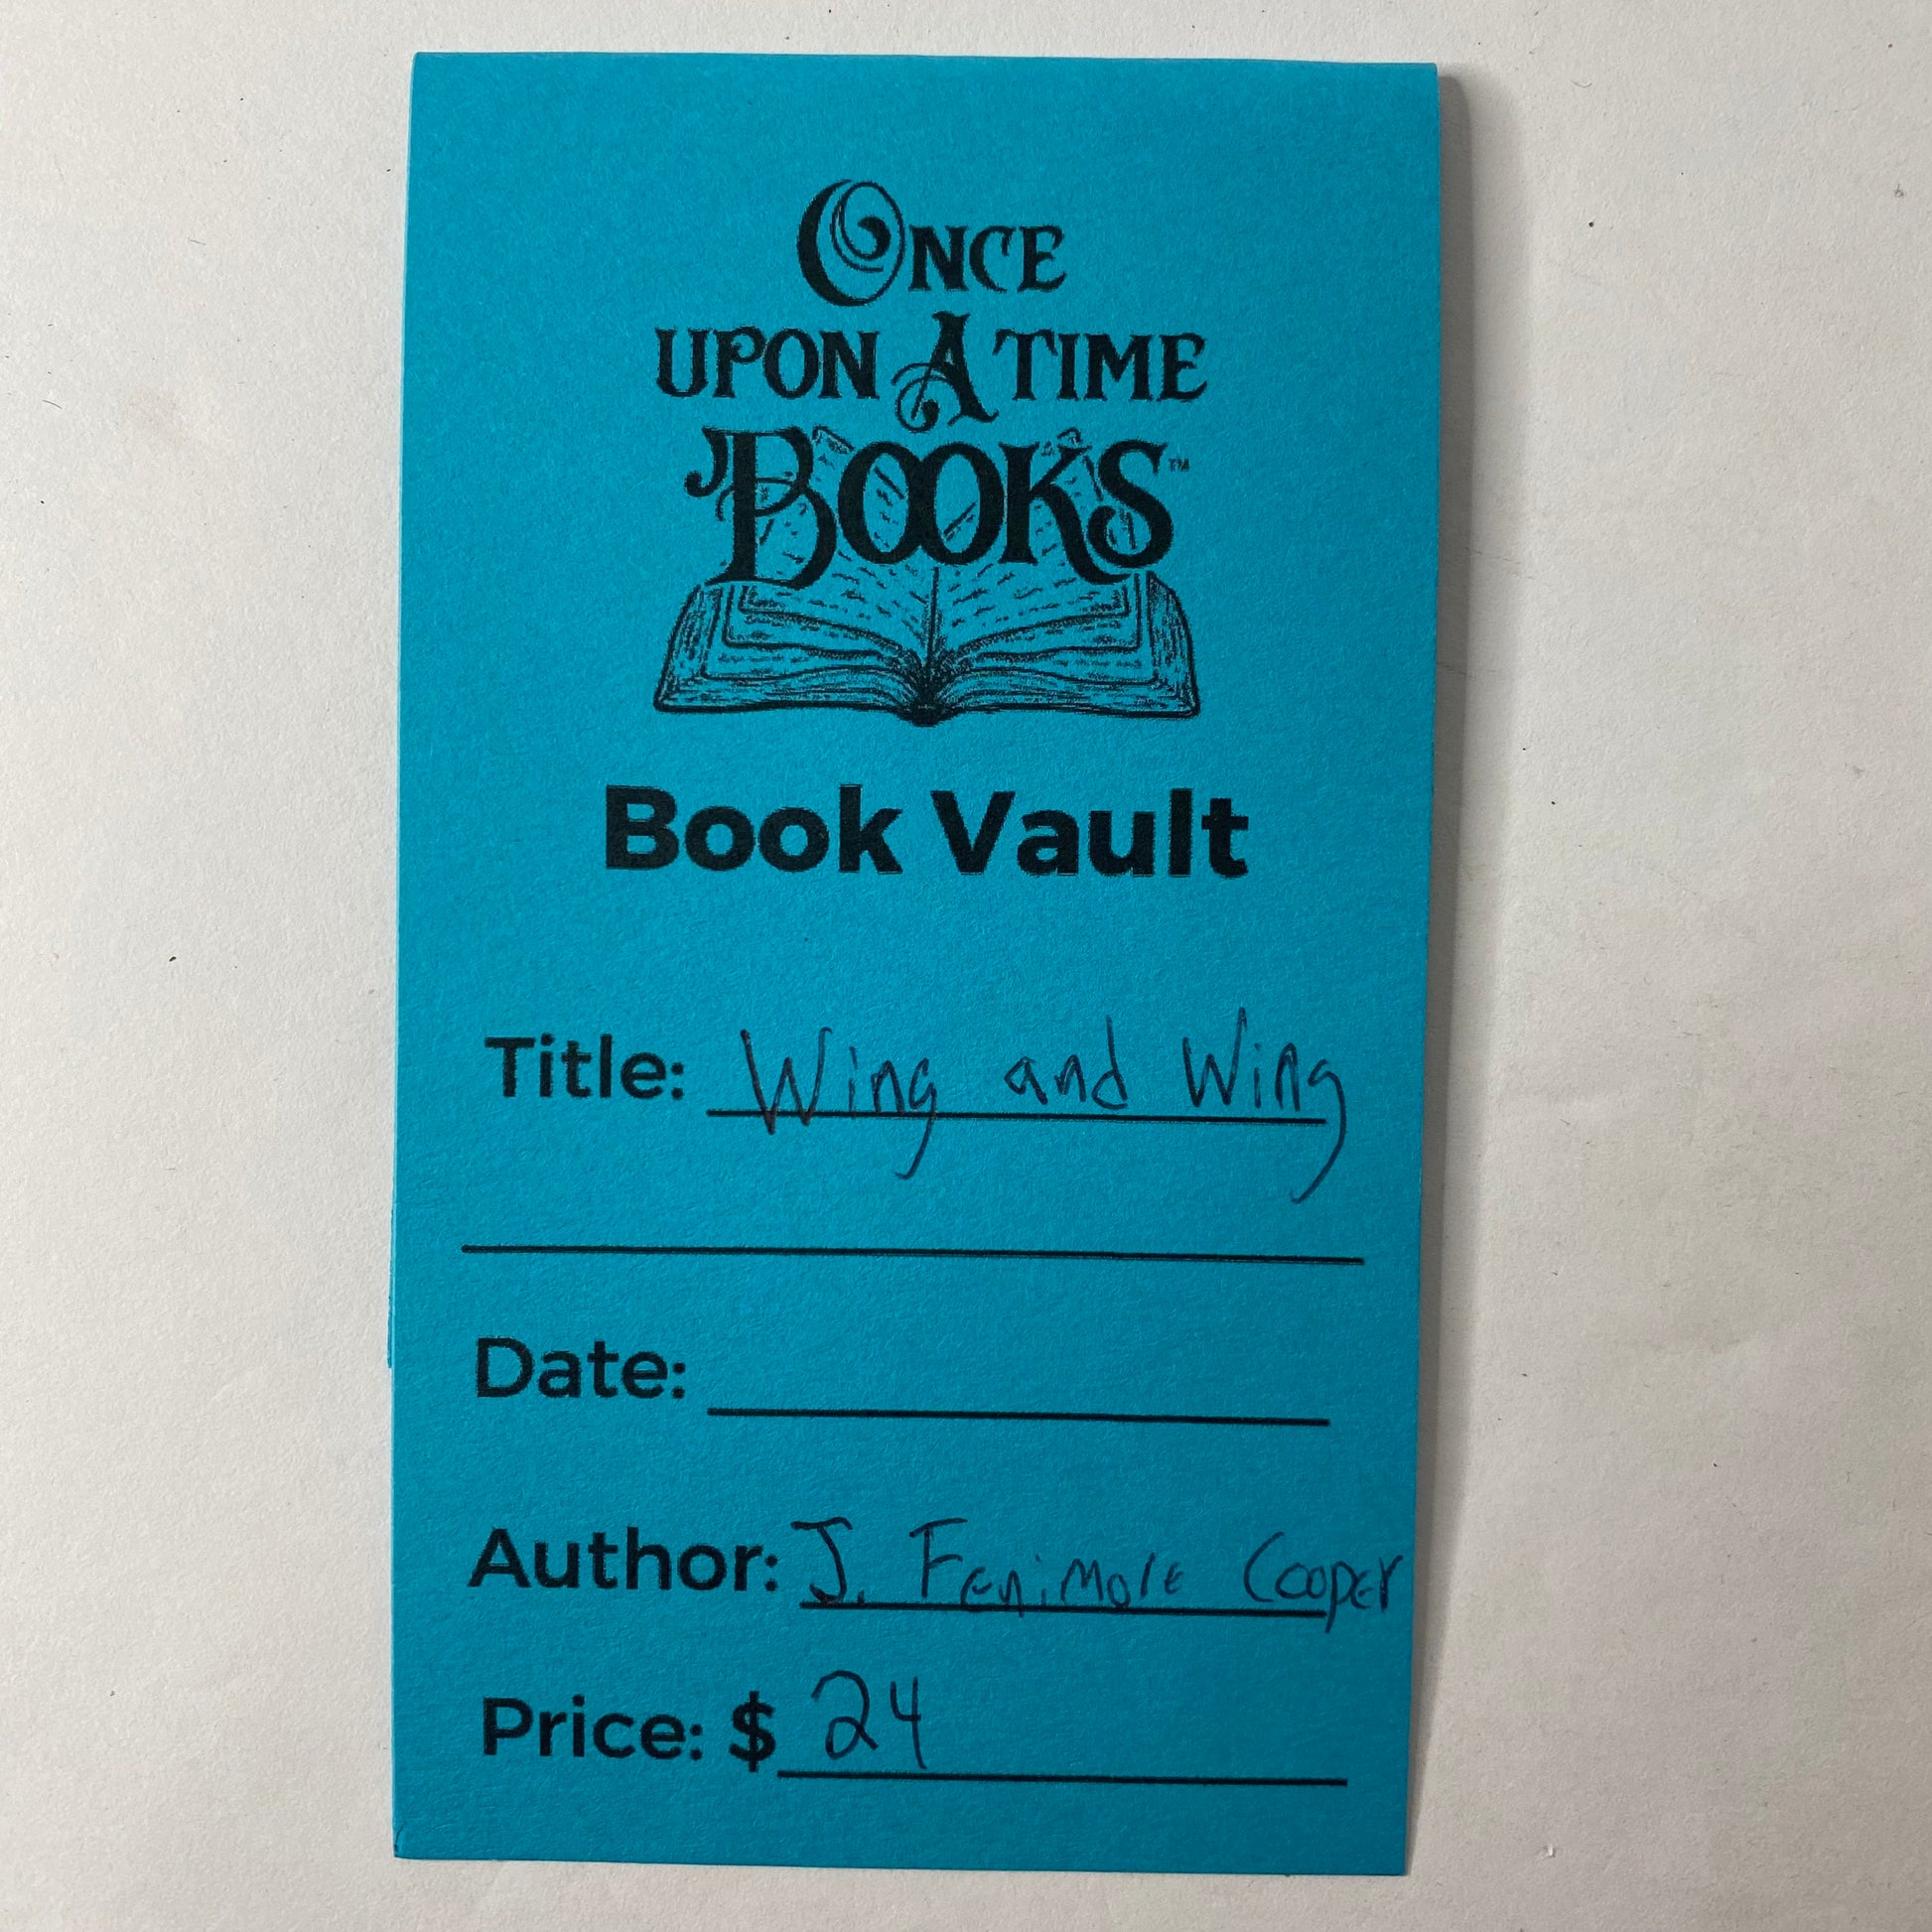 ONCE
UPON A TIME
BOOKS™
Book Vault
Title: Wing and Wing
Date:
Author: J. Fenimore Cooper
Price: $ 24